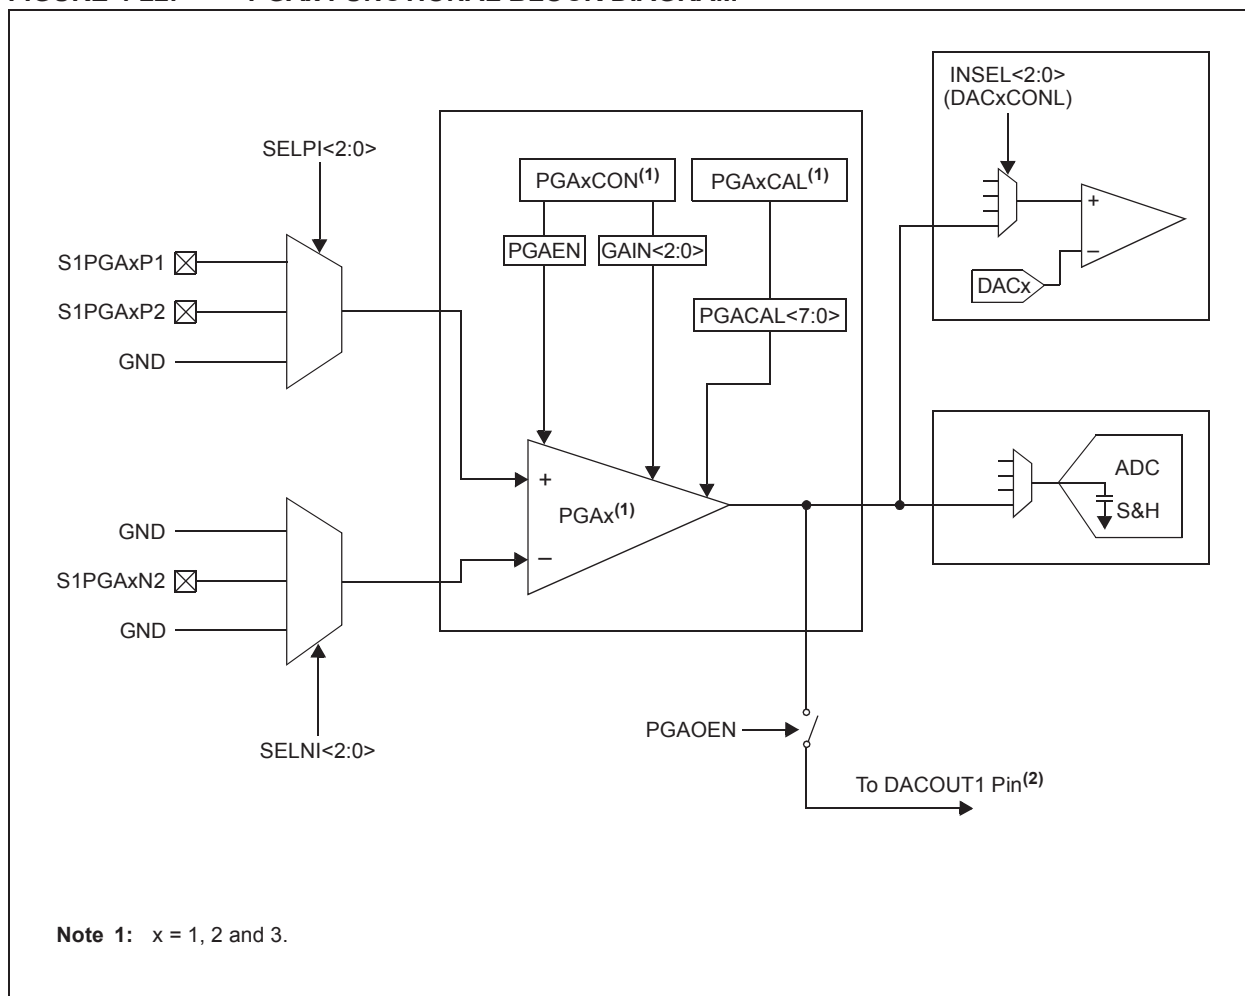 INSEL<2:0>
(DACxCONL)
SELPI<2:0>
PGAxCON(1)
PGAxCAL(1)
PGAEN
GAIN<2:0>
S1PGAxP1
S1PGAxP2
GND
PGACAL<7:0>
+
–
DACx
+
–
PGAx(1)
ADC
S&H
GND
S1PGAxN2
GND
SELNI<2:0>
PGAOEN
To DACOUT1 Pin(2)
Note 1: x = 1, 2 and 3.